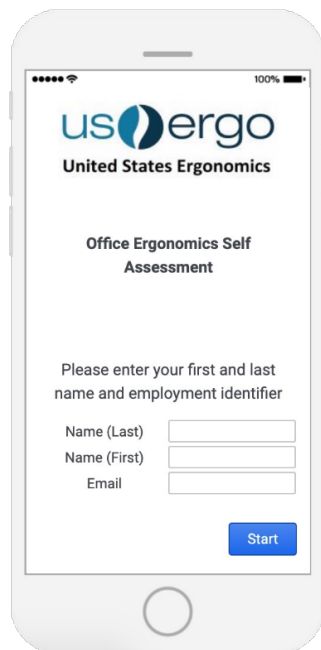 100%
us ergo
United States Ergonomics
Office Ergonomics Self
Assessment
Please enter your first and last
name and employment identifier
Name (Last)
Name (First)
Email
Start